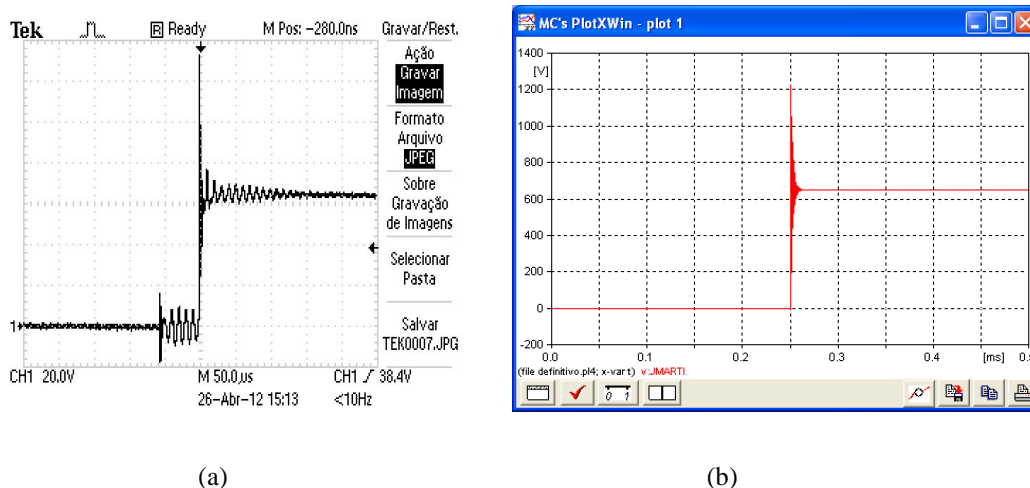 Tek
R Ready
M Pos: -280.0ns
Gravar/Rest.
Ação
Gravar
Imagem
Formato
Arquivo
JPEG
Sobre
Gravação
de Imagens
Selecionar
Pasta
Salvar
TEK0007.JPG
1
CH1 20.0V
M 50.0µs
CH1 38.4V
26-Abr-12 15:13
<10Hz
(a)
MC's PlotXWin - plot 1
1400
[V]
1200
1000
800
600
400
200
0
-200
0.0
0.1
0.2
0.3
0.4
[ms]
(file definitivo.pl4; x-var t) v:JMARTI
0 1
(b)